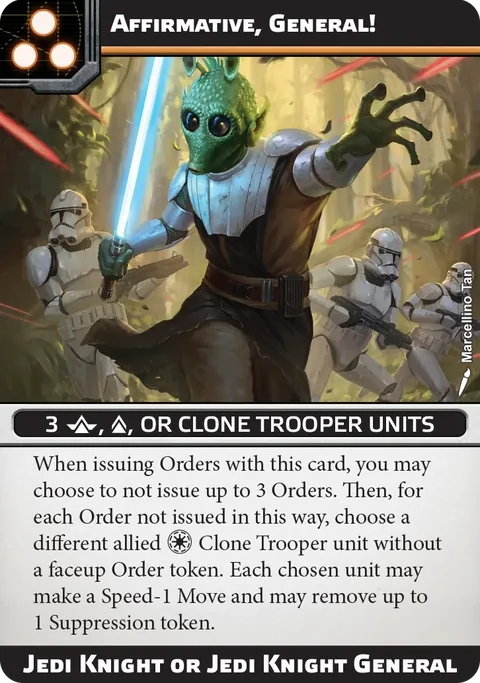 Affirmative, General!
Marcellino Tan
3 , , or Clone Trooper Units
When issuing Orders with this card, you may
choose to not issue up to 3 Orders. Then, for
each Order not issued in this way, choose a
different allied Clone Trooper unit without
a faceup Order token. Each chosen unit may
make a Speed-1 Move and may remove up to
1 Suppression token.
Jedi Knight or Jedi Knight General